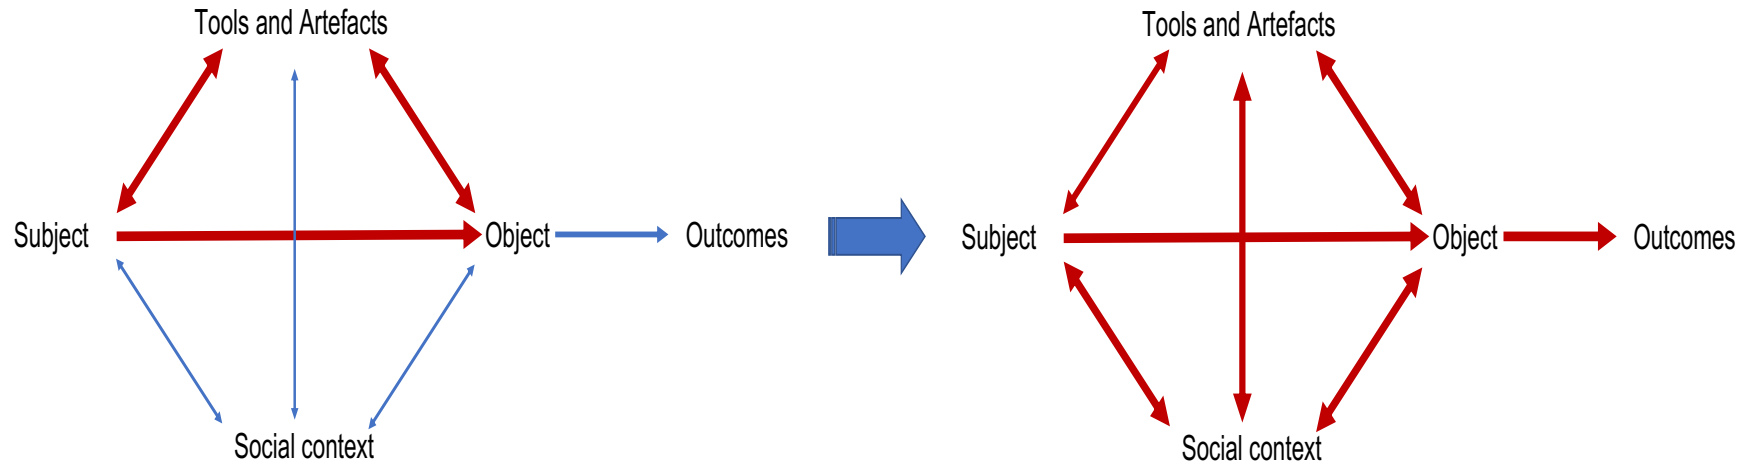 Tools and Artefacts
Subject
Object
Outcomes
Social context
Tools and Artefacts
Subject
Object
Outcomes
Social context